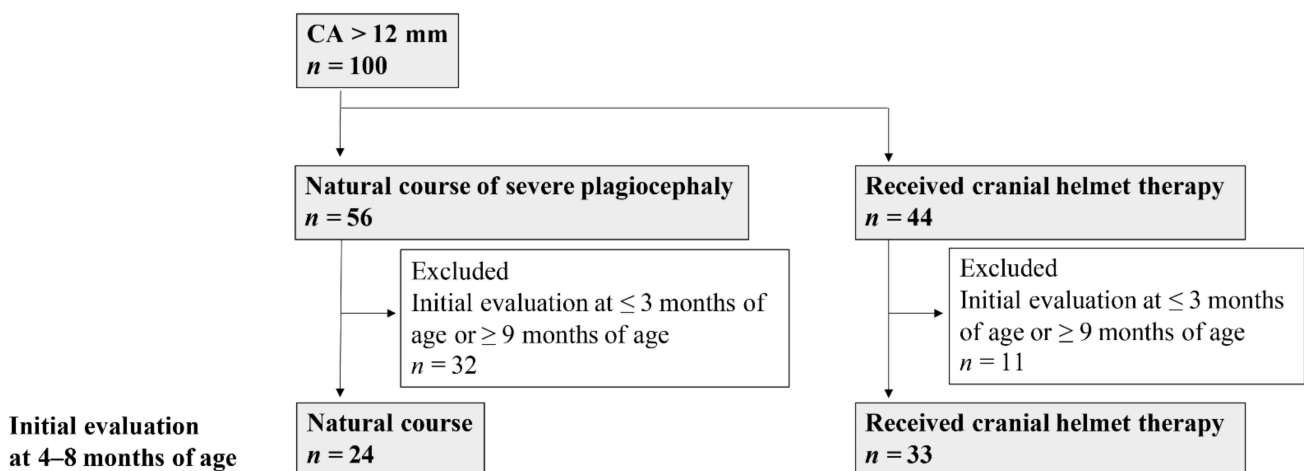 CA > 12 mm
n = 100
Natural course of severe plagiocephaly
n = 56
Received cranial helmet therapy
n = 44
Excluded
Initial evaluation at ≤ 3 months of
age or ≥ 9 months of age
n = 32
Excluded
Initial evaluation at ≤ 3 months
of age or ≥ 9 months of age
n = 11
Initial evaluation
at 4–8 months of age
Natural course
n = 24
Received cranial helmet therapy
n = 33